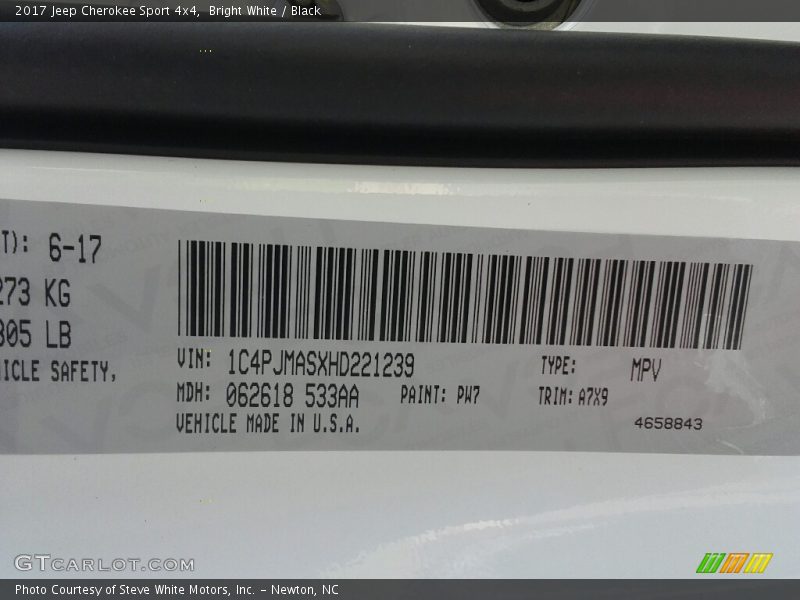 2017 Jeep Cherokee Sport 4x4, Bright White / Black
T): 6-17
273 KG
305 LB
ICLE SAFETY,
VIN: 1C4PJMASXHD221239 TYPE: MPV
MDH: 062618 533AA PAINT: PW7 TRIM: A7X9
VEHICLE MADE IN U.S.A. 4658843
GTCARLOT.COM
Photo Courtesy of Steve White Motors, Inc. – Newton, NC